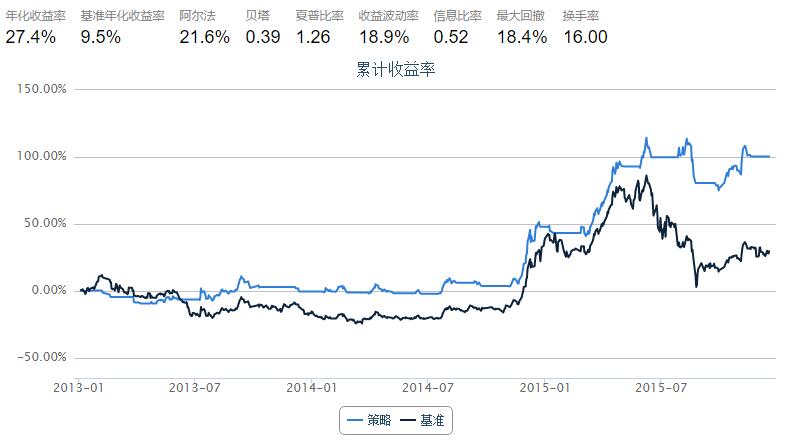 年化收益率 基准年化收益率 阿尔法 贝塔 夏普比率 收益波动率 信息比率 最大回撤 换手率
27.4% 9.5% 21.6% 0.39 1.26 18.9% 0.52 18.4% 16.00
累计收益率
150.00%
100.00%
50.00%
0.00%
-50.00%
2013-01 2013-07 2014-01 2014-07 2015-01 2015-07
策略 基准